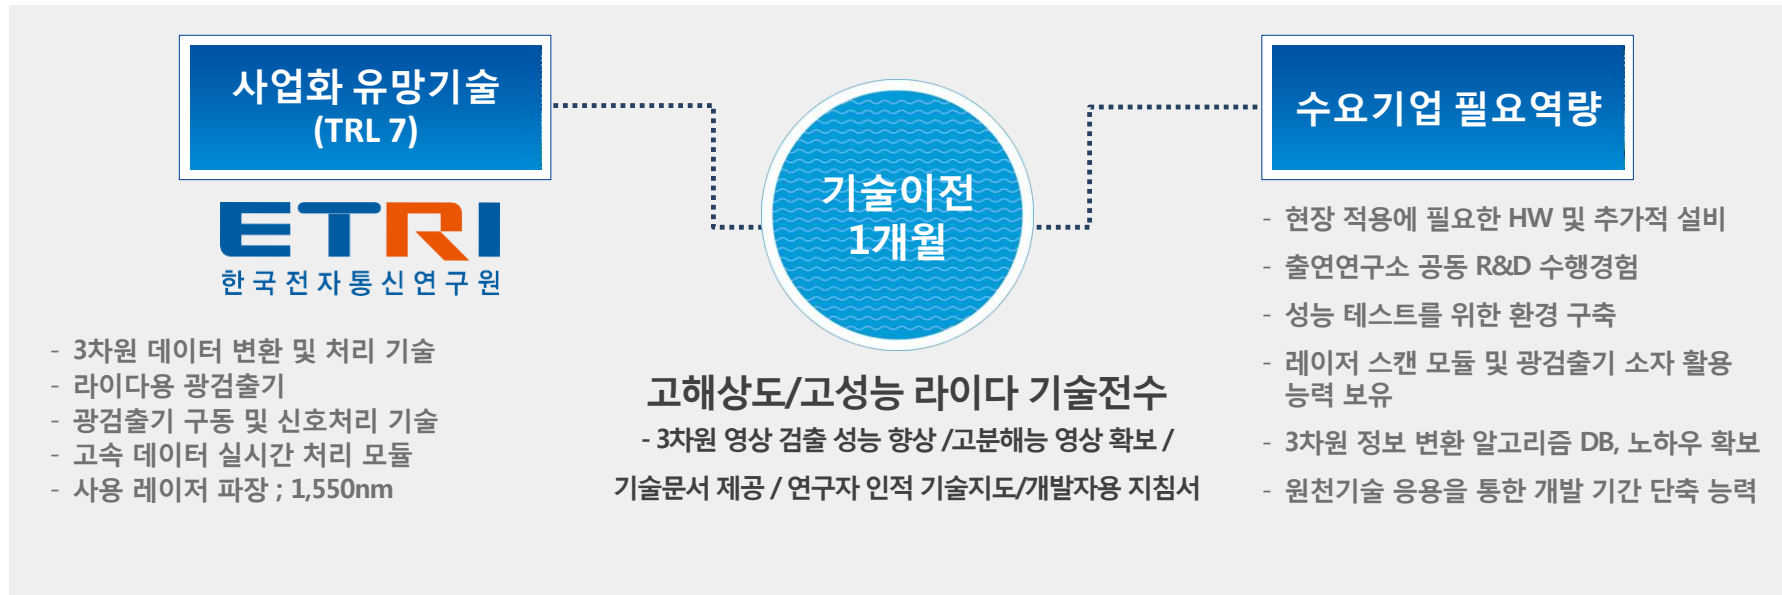 사업화 유망기술
(TRL 7)
ETRI
한국전자통신연구원
- 3차원 데이터 변환 및 처리 기술
- 라이다용 광검출기
- 광검출기 구동 및 신호처리 기술
- 고속 데이터 실시간 처리 모듈
- 사용 레이저 파장 ; 1,550nm
기술이전
1개월
고해상도/고성능 라이다 기술전수
- 3차원 영상 검출 성능 향상 /고분해능 영상 확보 /
기술문서 제공 / 연구자 인적 기술지도/개발자용 지침서
수요기업 필요역량
- 현장 적용에 필요한 HW 및 추가적 설비
- 출연연구소 공동 R&D 수행경험
- 성능 테스트를 위한 환경 구축
- 레이저 스캔 모듈 및 광검출기 소자 활용
능력 보유
- 3차원 정보 변환 알고리즘 DB, 노하우 확보
- 원천기술 응용을 통한 개발 기간 단축 능력